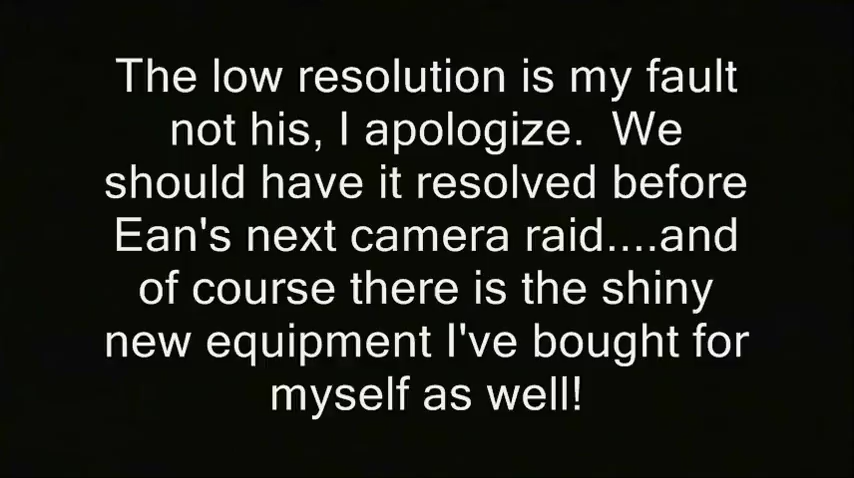 The low resolution is my fault
not his, I apologize.  We
should have it resolved before
Ean's next camera raid....and
of course there is the shiny
new equipment I've bought for
myself as well!